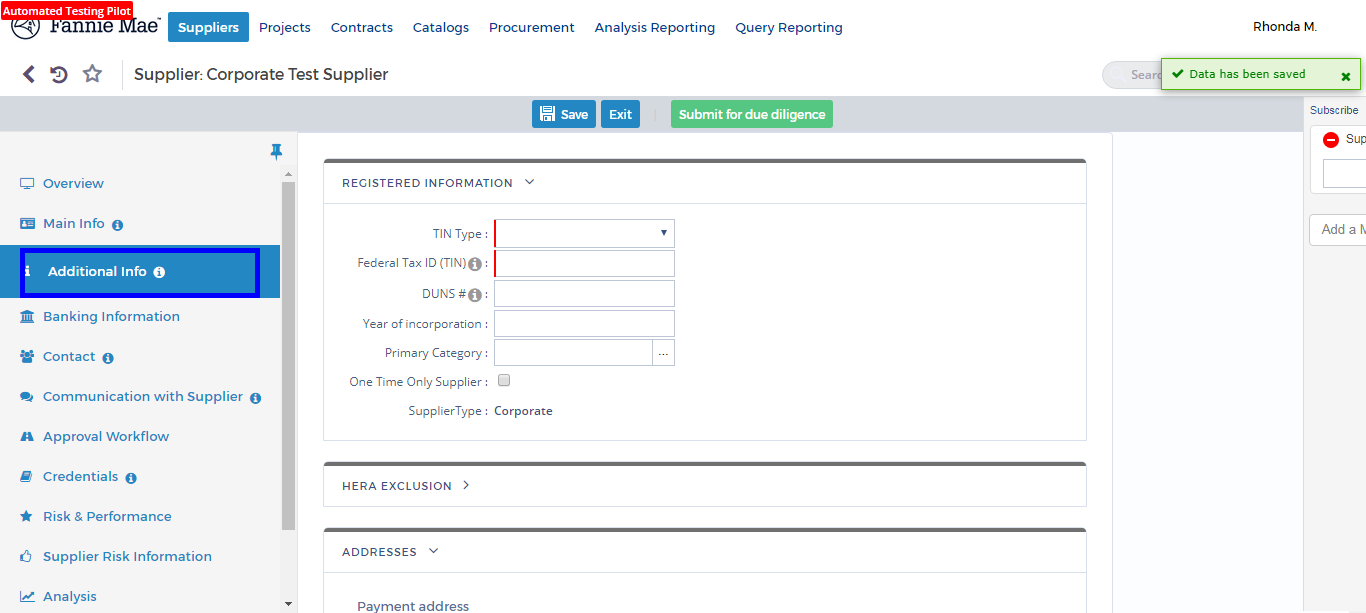 Automated Testing Pilot
Fannie Mae
Suppliers Projects Contracts Catalogs Procurement Analysis Reporting Query Reporting
Rhonda M.
Supplier: Corporate Test Supplier
Searc
Data has been saved
Save Exit Submit for due diligence
Subscribe
Sup
Add a M
Overview
Main Info
Additional Info
Banking Information
Contact
Communication with Supplier
Approval Workflow
Credentials
Risk & Performance
Supplier Risk Information
Analysis
REGISTERED INFORMATION
TIN Type :
Federal Tax ID (TIN) :
DUNS # :
Year of incorporation :
Primary Category : ...
One Time Only Supplier :
SupplierType : Corporate
HERA EXCLUSION
ADDRESSES
Payment address